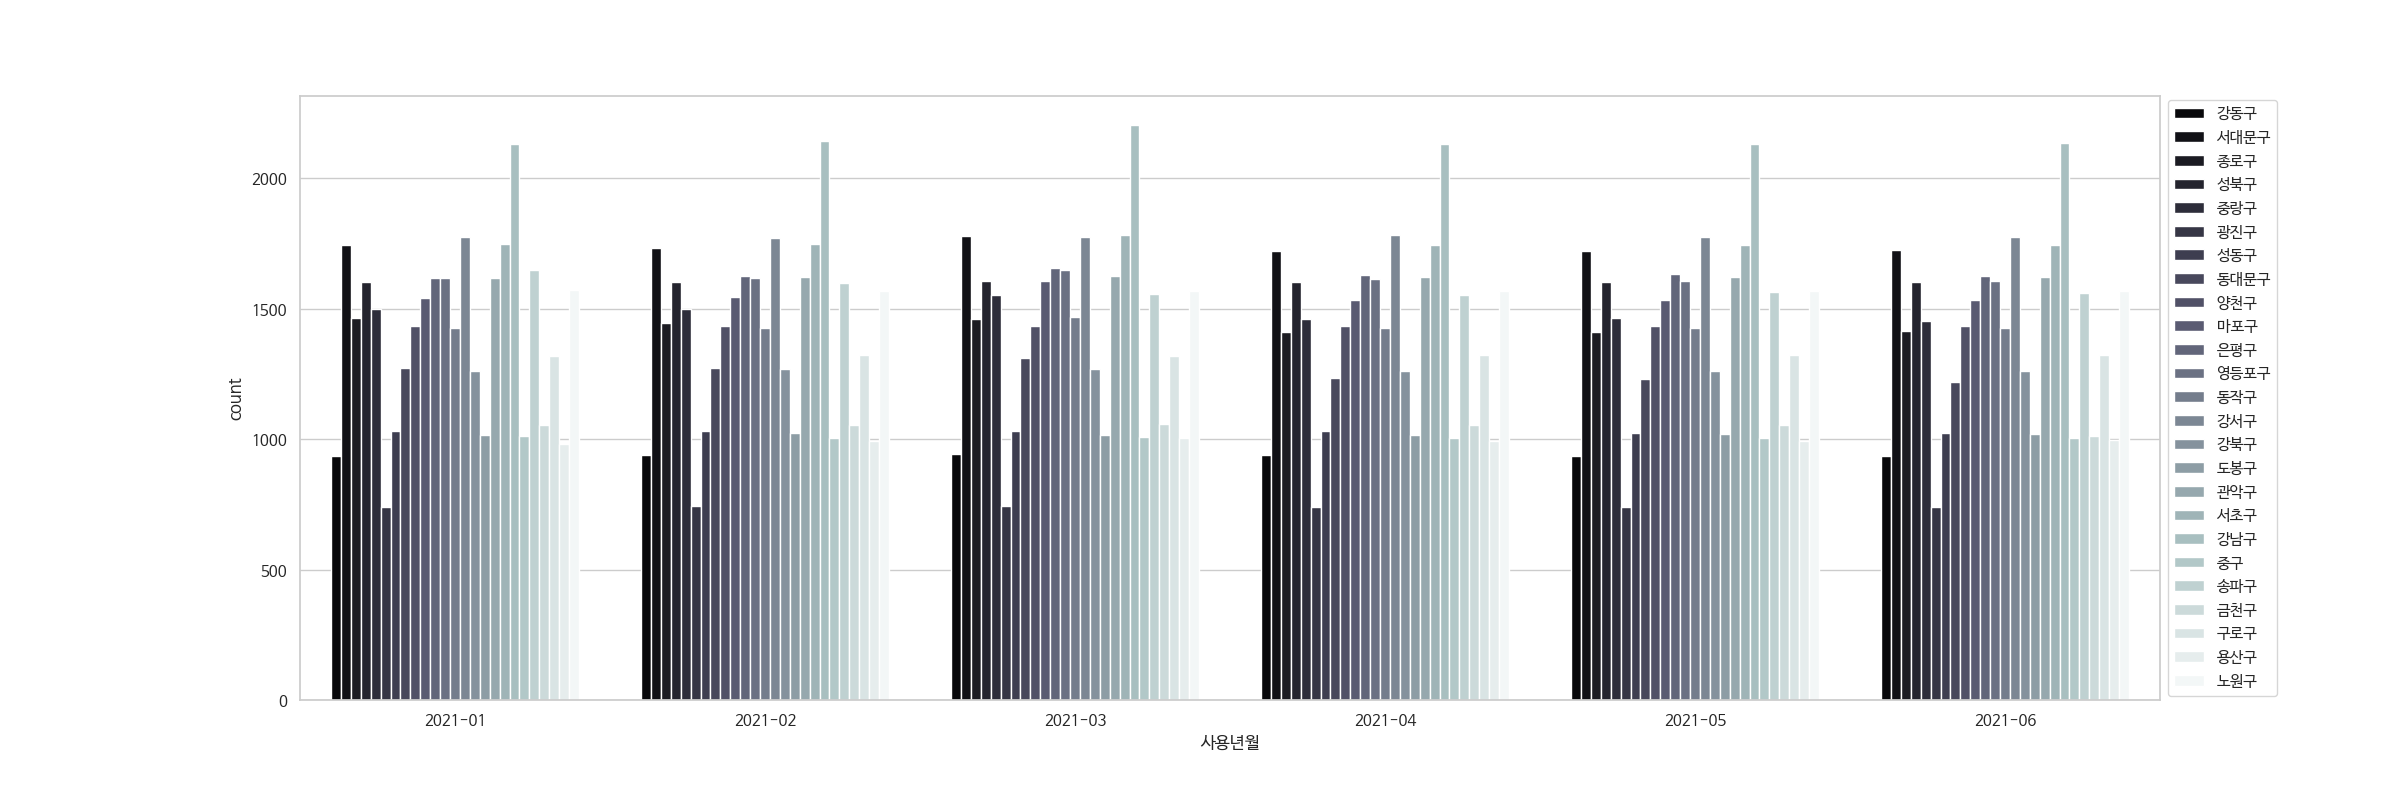 count
2000
1500
1000
500
0
2021-01
2021-02
2021-03
2021-04
2021-05
2021-06
사용년월
강동구
서대문구
종로구
성북구
중랑구
광진구
성동구
동대문구
양천구
마포구
은평구
영등포구
동작구
강서구
강북구
도봉구
관악구
서초구
강남구
중구
송파구
금천구
구로구
용산구
노원구